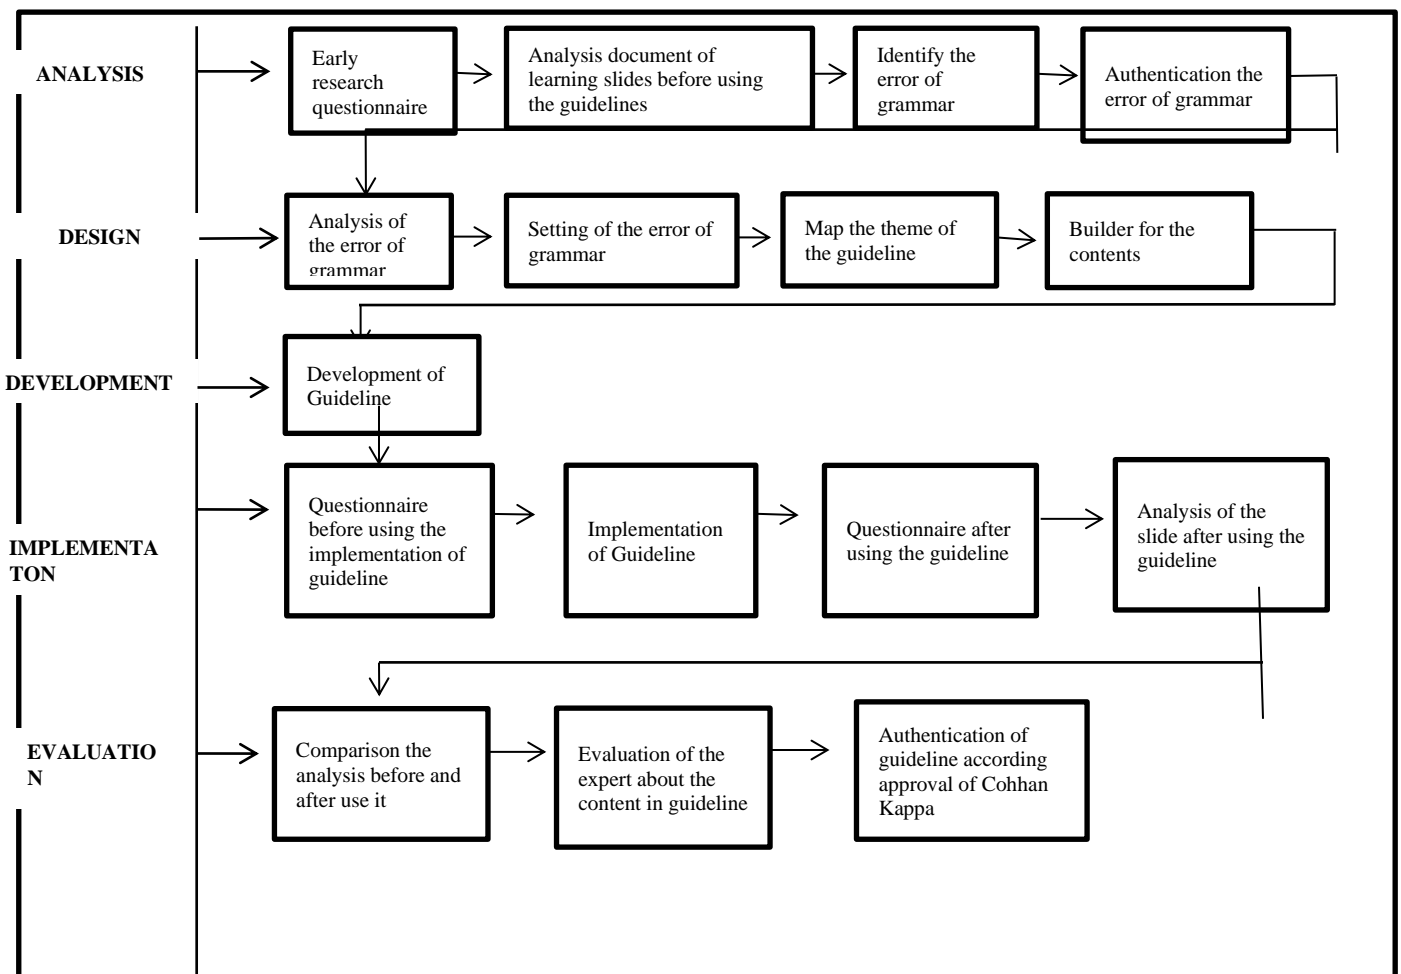 ANALYSIS
Early
research
questionnaire
Analysis document of
learning slides before using
the guidelines
Identify the
error of
grammar
Authentication the
error of grammar
DESIGN
Analysis of
the error of
grammar
Setting of the error of
grammar
Map the theme of
the guideline
Builder for the
contents
DEVELOPMENT
Development of
Guideline
IMPLEMENTA
TON
Questionnaire
before using the
implementation of
guideline
Implementation
of Guideline
Questionnaire after
using the guideline
Analysis of the
slide after using the
guideline
EVALUATIO
N
Comparison the
analysis before and
after use it
Evaluation of the
expert about the
content in guideline
Authentication of
guideline according
approval of Cohhan
Kappa